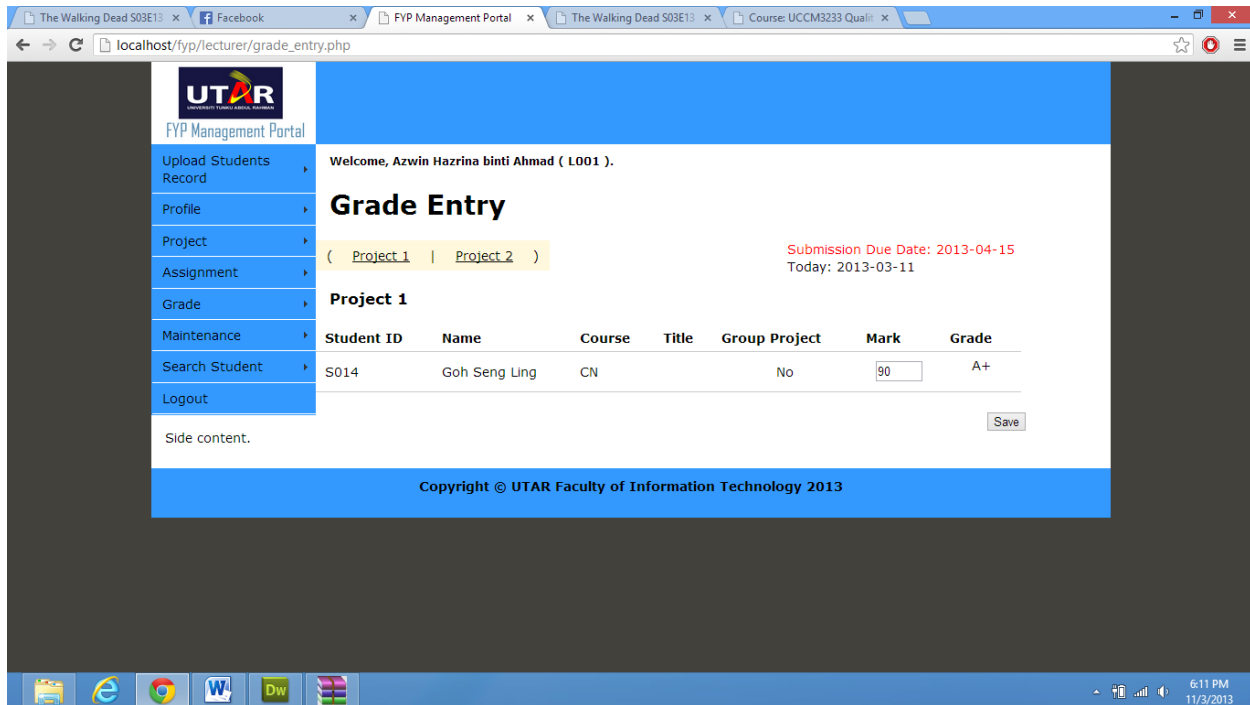 The Walking Dead S03E13
Facebook
FYP Management Portal
The Walking Dead S03E13
Course: UCCM3233 Qualit
localhost/fyp/lecturer/grade_entry.php
UTAR
UNIVERSITI TUNKU ABDUL RAHMAN
FYP Management Portal
Upload Students
Record
Profile
Project
Assignment
Grade
Maintenance
Search Student
Logout
Side content.
Welcome, Azwin Hazrina binti Ahmad ( L001 ).
Grade Entry
( Project 1 | Project 2 )
Submission Due Date: 2013-04-15
Today: 2013-03-11
Project 1
Student ID Name Course Title Group Project Mark Grade
S014 Goh Seng Ling CN No 90 A+
Save
Copyright © UTAR Faculty of Information Technology 2013
W
Dw
6:11 PM
11/3/2013